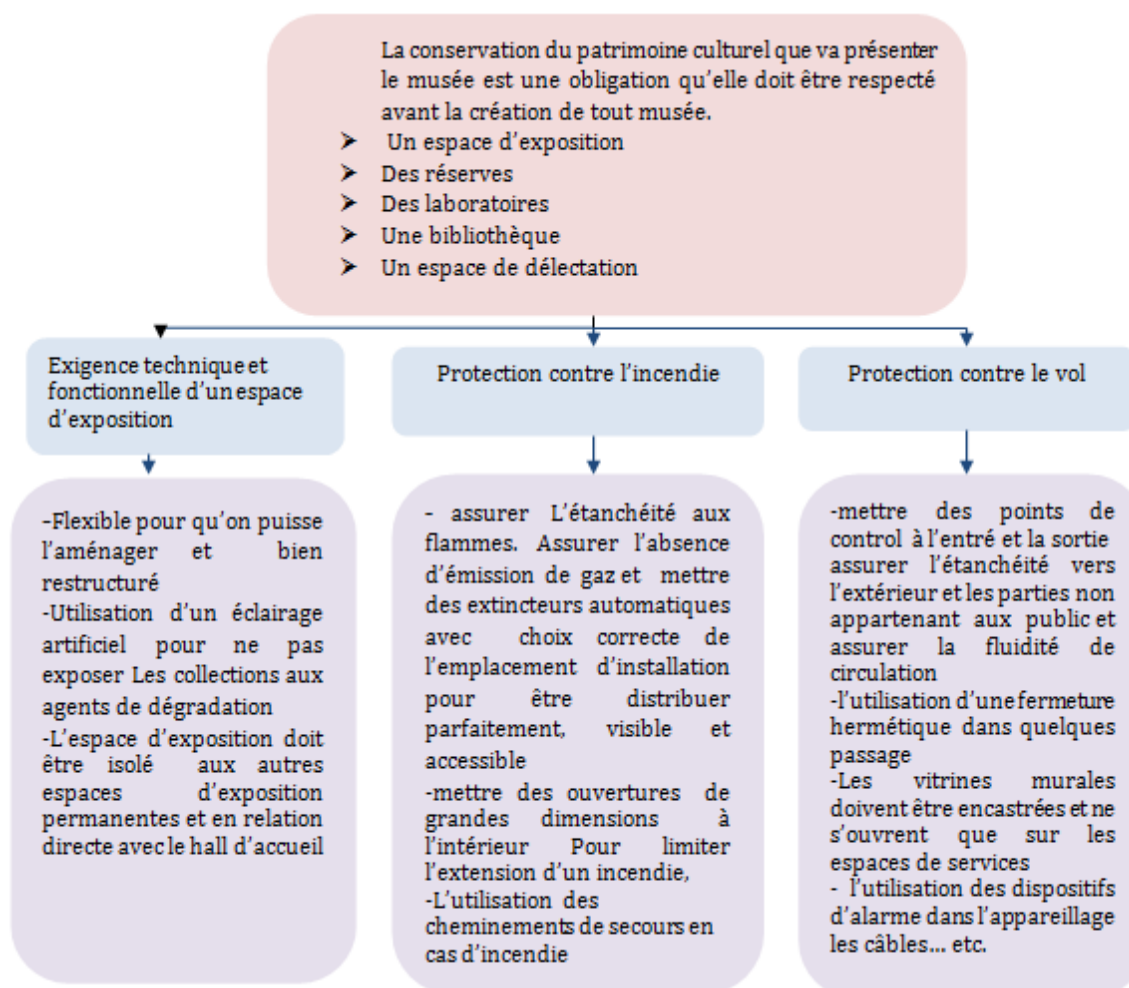 La conservation du patrimoine culturel que va présenter
le musée est une obligation qu'elle doit être respecté
avant la création de tout musée.
➤ Un espace d'exposition
➤ Des réserves
➤ Des laboratoires
➤ Une bibliothèque
➤ Un espace de délectation
Exigence technique et
fonctionnelle d'un espace
d'exposition
Protection contre l'incendie
Protection contre le vol
-Flexible pour qu'on puisse
l'aménager et bien
restructuré
-Utilisation d'un éclairage
artificiel pour ne pas
exposer Les collections aux
agents de dégradation
-L'espace d'exposition doit
être isolé aux autres
espaces d'exposition
permanentes et en relation
directe avec le hall d'accueil
- assurer L'étanchéité aux
flammes. Assurer l'absence
d'émission de gaz et mettre
des extincteurs automatiques
avec choix correcte de
l'emplacement d'installation
pour être distribuer
parfaitement, visible et
accessible
-mettre des ouvertures de
grandes dimensions à
l'intérieur Pour limiter
l'extension d'un incendie,
-L'utilisation des
cheminements de secours en
cas d'incendie
-mettre des points de
control à l'entré et la sortie
assurer l'étanchéité vers
l'extérieur et les parties non
appartenant aux public et
assurer la fluidité de
circulation
-l'utilisation d'une fermeture
hermétique dans quelques
passage
-Les vitrines murales
doivent être encastrées et ne
s'ouvrent que sur les
espaces de services
- l'utilisation des dispositifs
d'alarme dans l'appareillage
les câbles... etc.